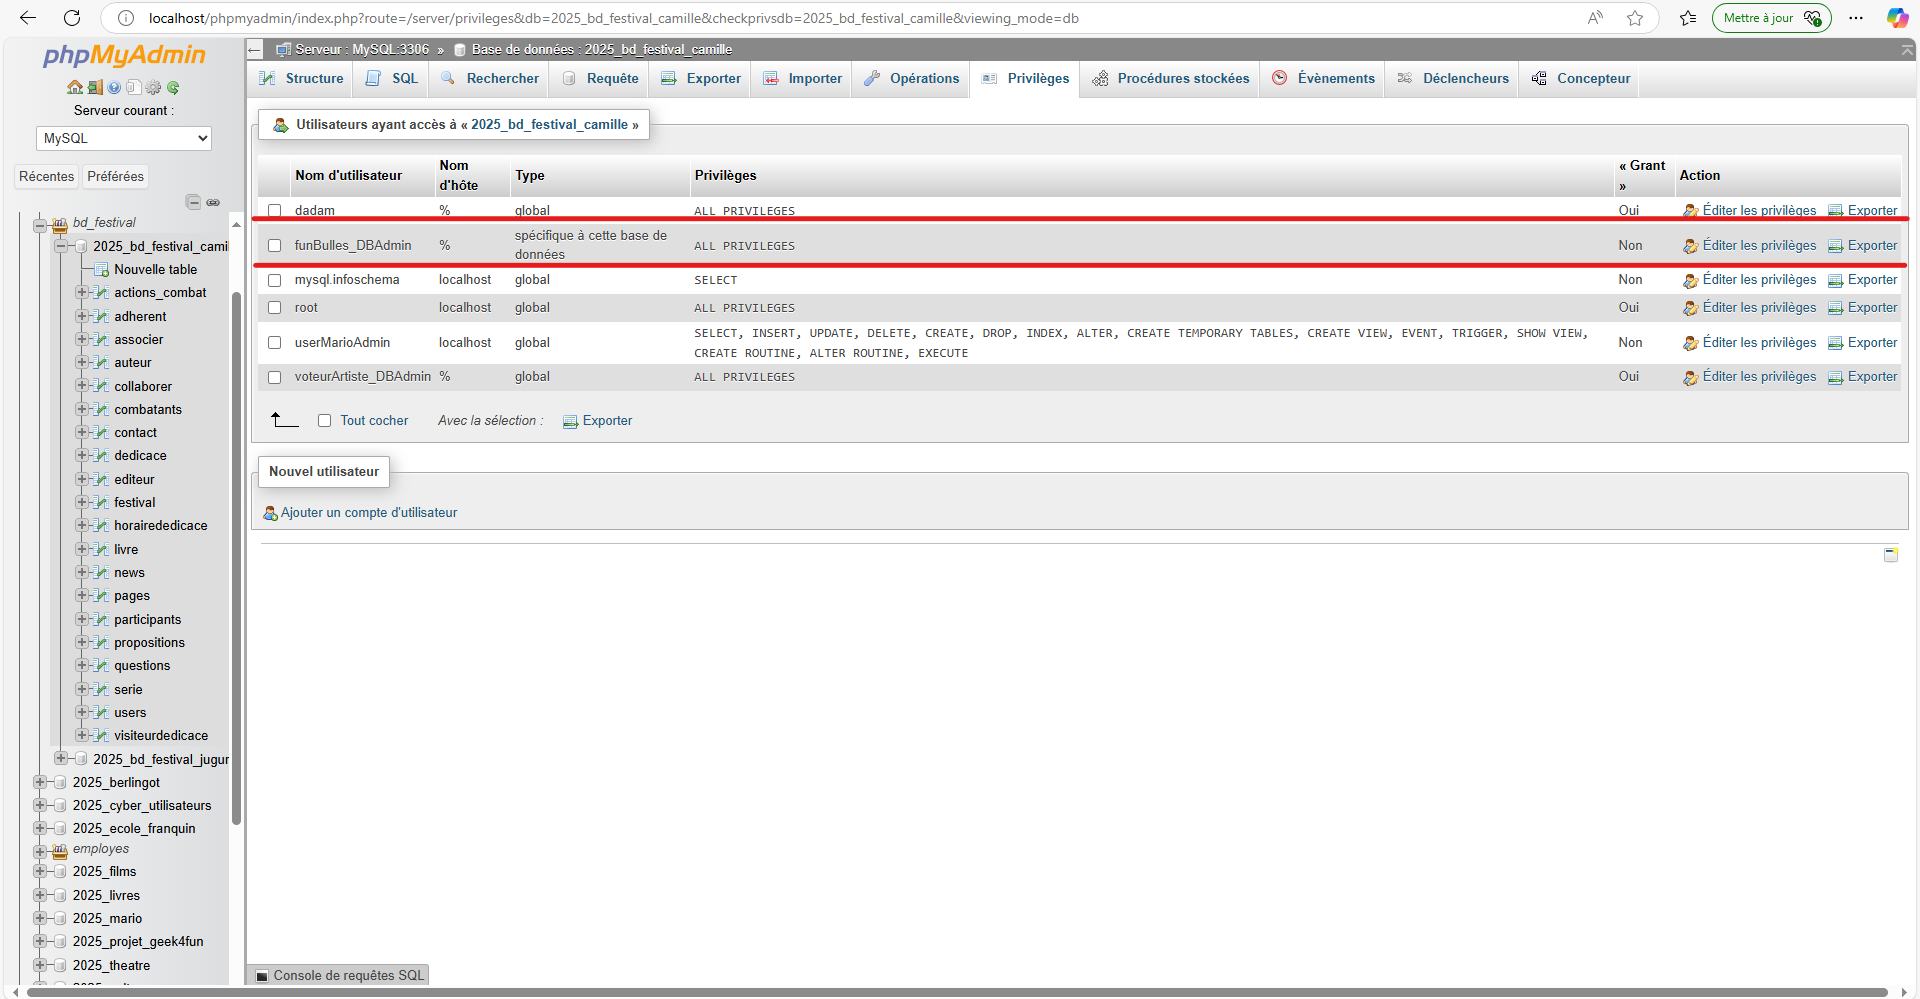 localhost/phpmyadmin/index.php?route=/server/privileges&db=2025_bd_festival_camille&checkprivsdb=2025_bd_festival_camille&viewing_mode=db
Mettre à jour
phpMyAdmin
Serveur courant :
MySQL
Récentes Préférées
bd_festival
2025_bd_festival_camil
Nouvelle table
actions_combat
adherent
associer
auteur
collaborer
combatants
contact
dedicace
editeur
festival
horairededicace
livre
news
pages
participants
propositions
questions
serie
users
visiteurdedicace
2025_bd_festival_jugur
2025_berlingot
2025_cyber_utilisateurs
2025_ecole_franquin
employes
2025_films
2025_livres
2025_mario
2025_projet_geek4fun
2025_theatre
Serveur : MySQL:3306 » Base de données : 2025_bd_festival_camille
Structure SQL Rechercher Requête Exporter Importer Opérations Privilèges Procédures stockées Évènements Déclencheurs Concepteur
Utilisateurs ayant accès à « 2025_bd_festival_camille »
Nom d'utilisateur Nom d'hôte Type Privilèges « Grant » Action
dadam % global ALL PRIVILEGES Oui Éditer les privilèges Exporter
funBulles_DBAdmin % spécifique à cette base de données ALL PRIVILEGES Non Éditer les privilèges Exporter
mysql.infoschema localhost global SELECT Non Éditer les privilèges Exporter
root localhost global ALL PRIVILEGES Oui Éditer les privilèges Exporter
userMarioAdmin localhost global SELECT, INSERT, UPDATE, DELETE, CREATE, DROP, INDEX, ALTER, CREATE TEMPORARY TABLES, CREATE VIEW, EVENT, TRIGGER, SHOW VIEW, CREATE ROUTINE, ALTER ROUTINE, EXECUTE Non Éditer les privilèges Exporter
voteurArtiste_DBAdmin % global ALL PRIVILEGES Oui Éditer les privilèges Exporter
Tout cocher Avec la sélection : Exporter
Nouvel utilisateur
Ajouter un compte d'utilisateur
Console de requêtes SQL